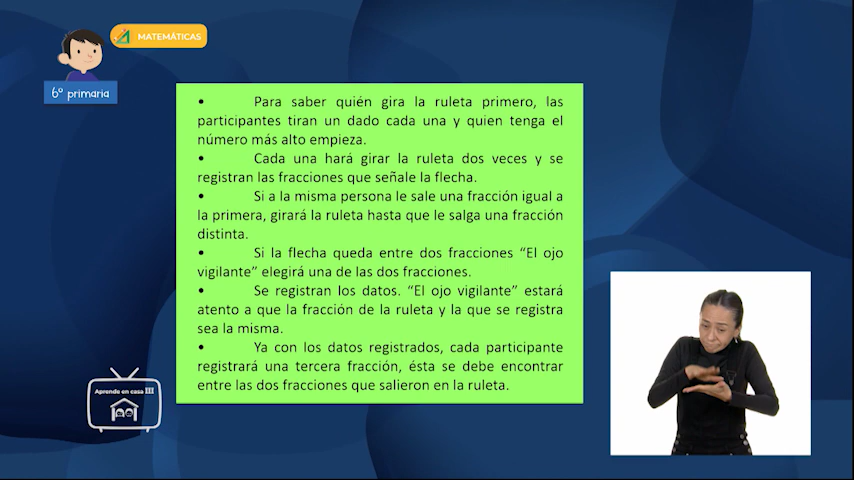 MATEMÁTICAS
6° primaria
• Para saber quién gira la ruleta primero, las
participantes tiran un dado cada una y quien tenga el
número más alto empieza.
• Cada una hará girar la ruleta dos veces y se
registran las fracciones que señale la flecha.
• Si a la misma persona le sale una fracción igual a
la primera, girará la ruleta hasta que le salga una fracción
distinta.
• Si la flecha queda entre dos fracciones “El ojo
vigilante” elegirá una de las dos fracciones.
• Se registran los datos. “El ojo vigilante” estará
atento a que la fracción de la ruleta y la que se registra
sea la misma.
• Ya con los datos registrados, cada participante
registrará una tercera fracción, ésta se debe encontrar
entre las dos fracciones que salieron en la ruleta.
Aprende en casa III